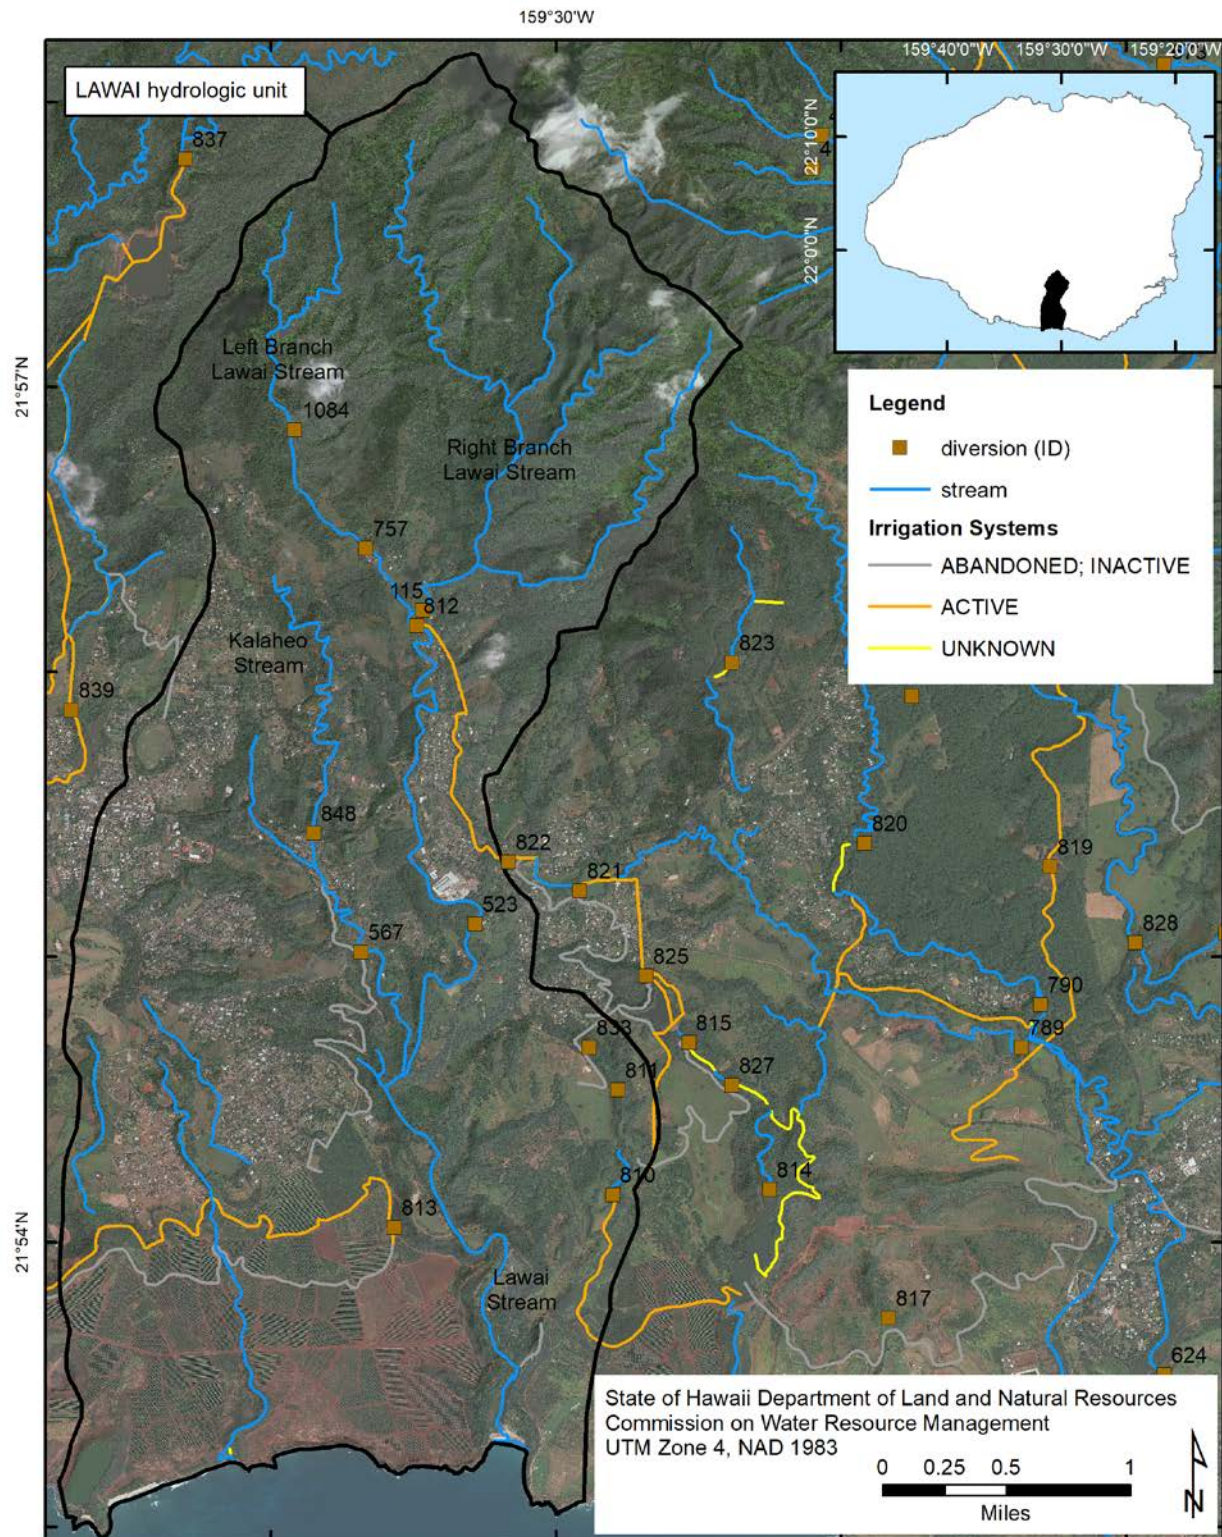 159°30'W
LAWAI hydrologic unit
159°40'0"W
159°30'0"W
159°20'0"W
22°10'0"N
22°0'0"N
837
4
Left Branch
Lawai Stream
21°57'N
1084
Right Branch
Lawai Stream
Legend
diversion (ID)
stream
Irrigation Systems
ABANDONED; INACTIVE
ACTIVE
UNKNOWN
757
115
812
Kalaheo
Stream
823
839
848
822
820
819
821
523
567
828
825
790
789
815
833
811
827
810
814
813
21°54'N
Lawai
Stream
817
624
State of Hawaii Department of Land and Natural Resources
Commission on Water Resource Management
UTM Zone 4, NAD 1983
0 0.25 0.5 1
Miles
N